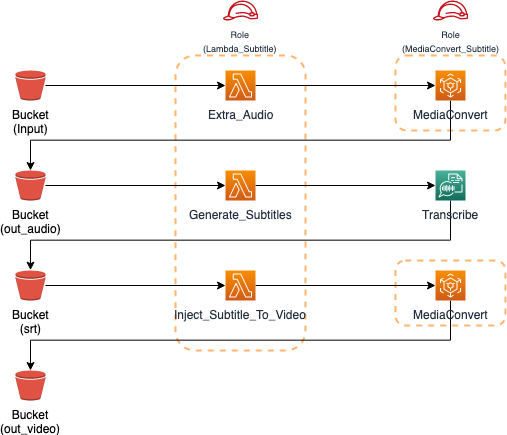 Role
(Lambda_Subtitle)
Role
(MediaConvert_Subtitle)
Bucket
(Input)
Extra_Audio
MediaConvert
Bucket
(out_audio)
Generate_Subtitles
Transcribe
Bucket
(srt)
Inject_Subtitle_To_Video
MediaConvert
Bucket
(out_video)